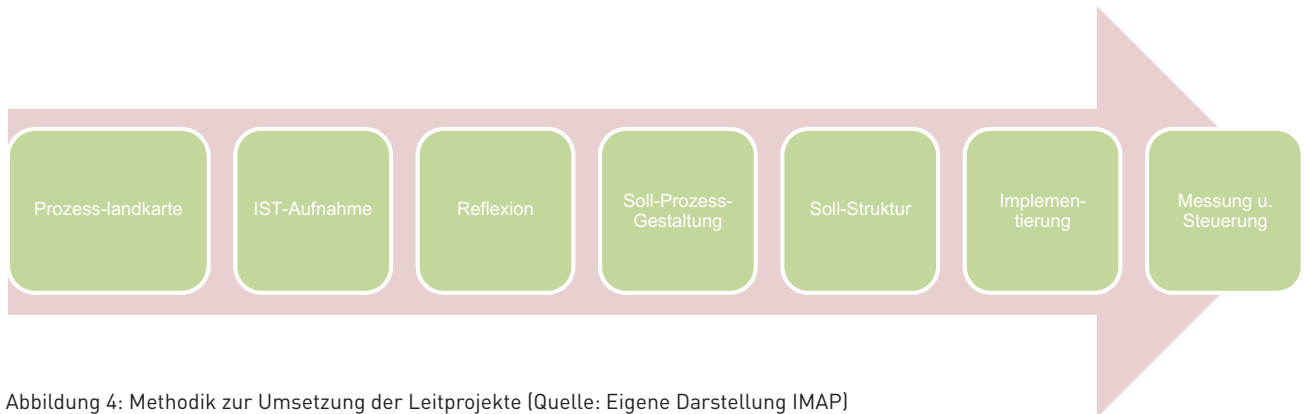 Prozess-landkarte
IST-Aufnahme
Reflexion
Soll-Prozess-
Gestaltung
Soll-Struktur
Implemen-
tierung
Messung u.
Steuerung
Abbildung 4: Methodik zur Umsetzung der Leitprojekte (Quelle: Eigene Darstellung IMAP)